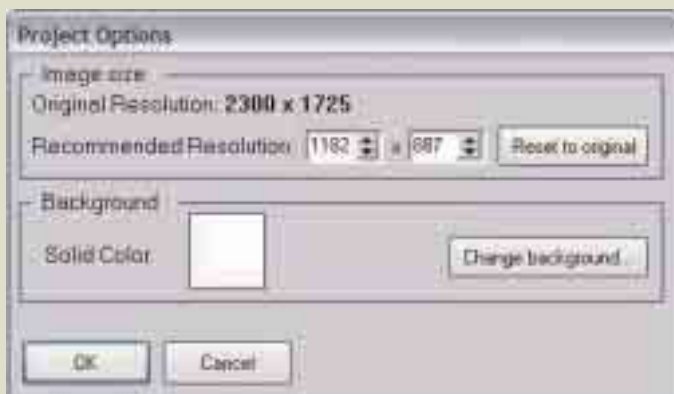 Project Options
Image size
Original Resolution: 2300 x 1725
Recommended Resolution: 1182 x 887 Reset to original
Background
Solid Color Change background...
OK Cancel